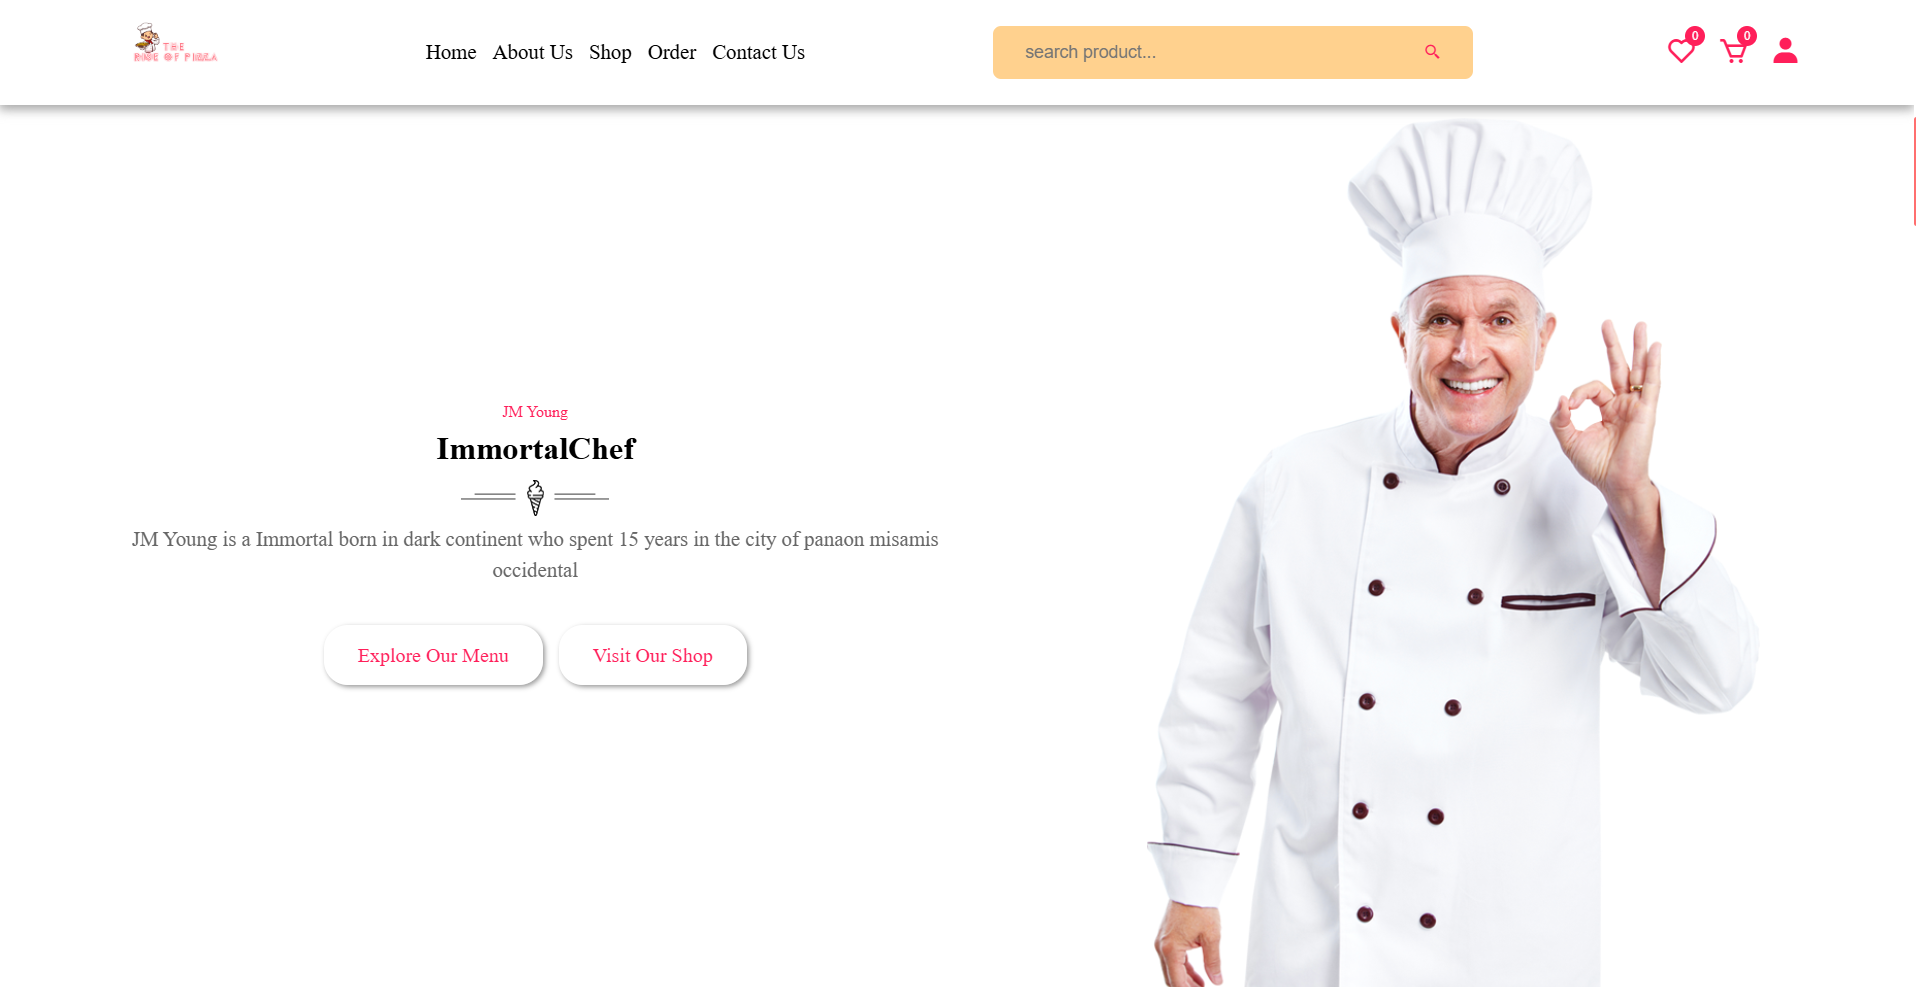 THE
RISE OF PIZZA
Home About Us Shop Order Contact Us
search product...
0
0
JM Young
ImmortalChef
JM Young is a Immortal born in dark continent who spent 15 years in the city of panaon misamis
occidental
Explore Our Menu
Visit Our Shop